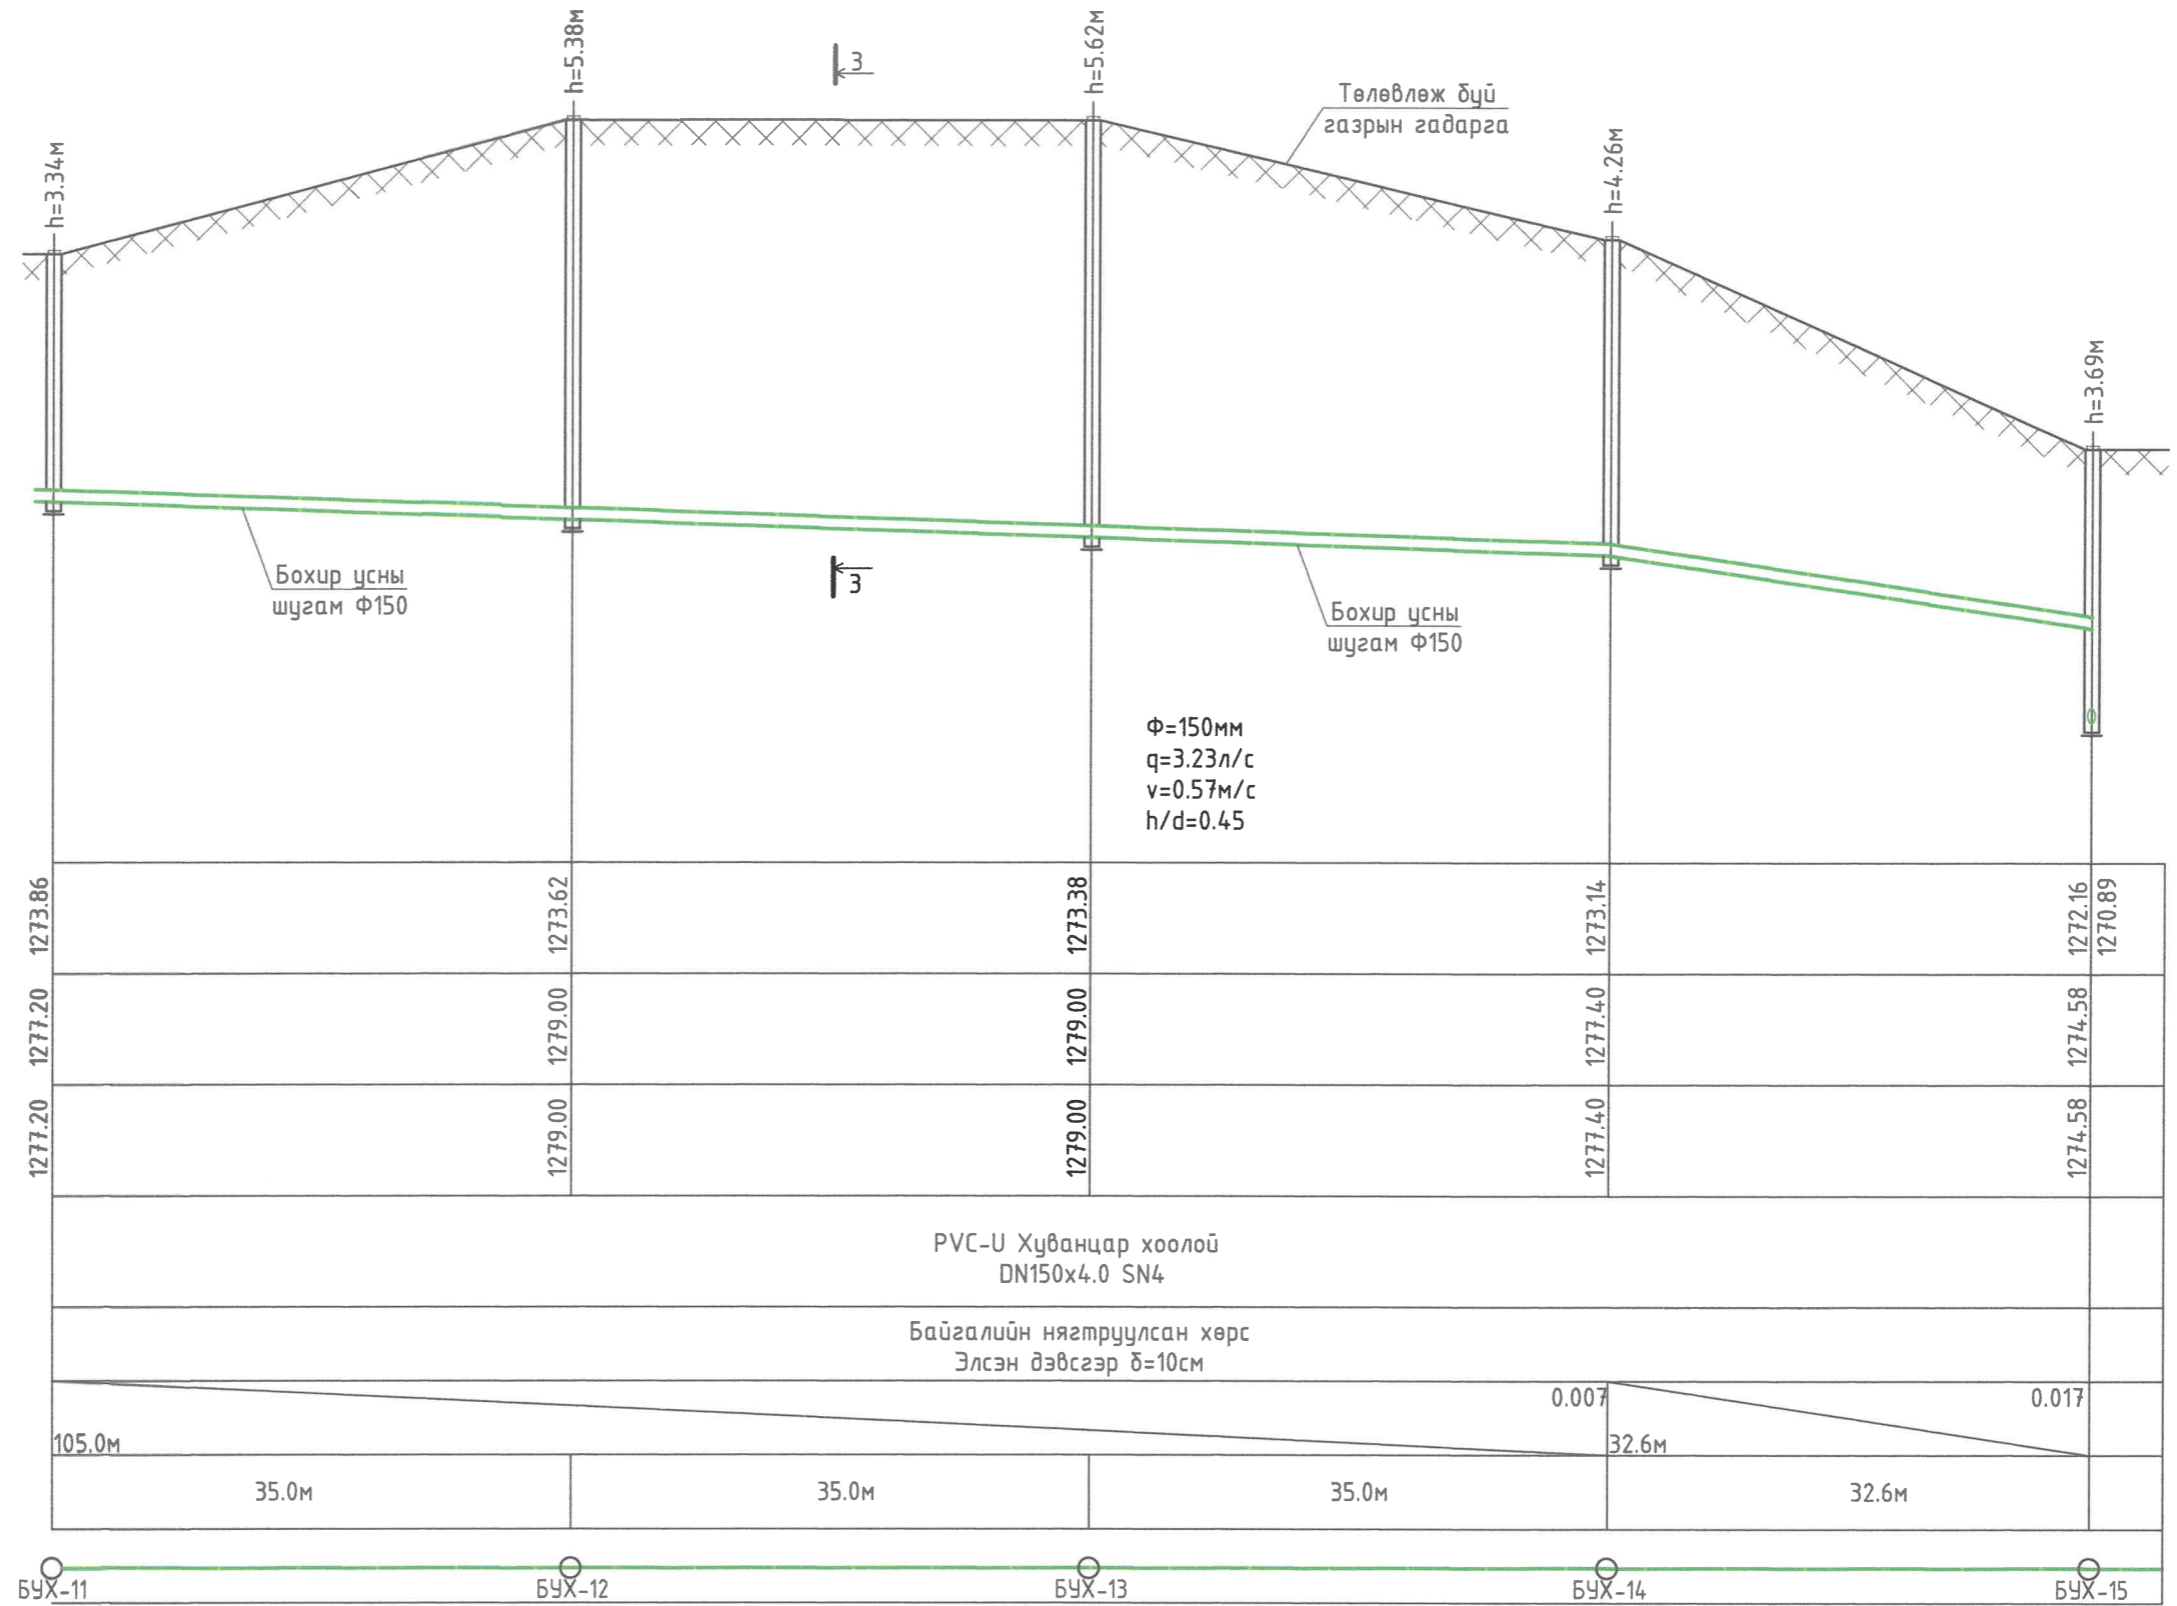 h=3.34м
h=5.38м
3
h=5.62м
Төлөвлөж буй
газрын гадарга
h=4.26м
h=3.69м
Бохир усны
шугам Ф150
3
Бохир усны
шугам Ф150
Ф=150мм
q=3.23л/с
v=0.57м/с
h/d=0.45
1273.86
1273.62
1273.38
1273.14
1272.16
1270.89
1277.20
1279.00
1279.00
1277.40
1274.58
1277.20
1279.00
1279.00
1277.40
1274.58
PVC-U Хуванцар хоолой
DN150x4.0 SN4
Байгалийн нягтруулсан хөрс
Элсэн дэвсгэр δ=10см
0.007
0.017
105.0м
32.6м
35.0м
35.0м
35.0м
32.6м
БУХ-11
БУХ-12
БУХ-13
БУХ-14
БУХ-15